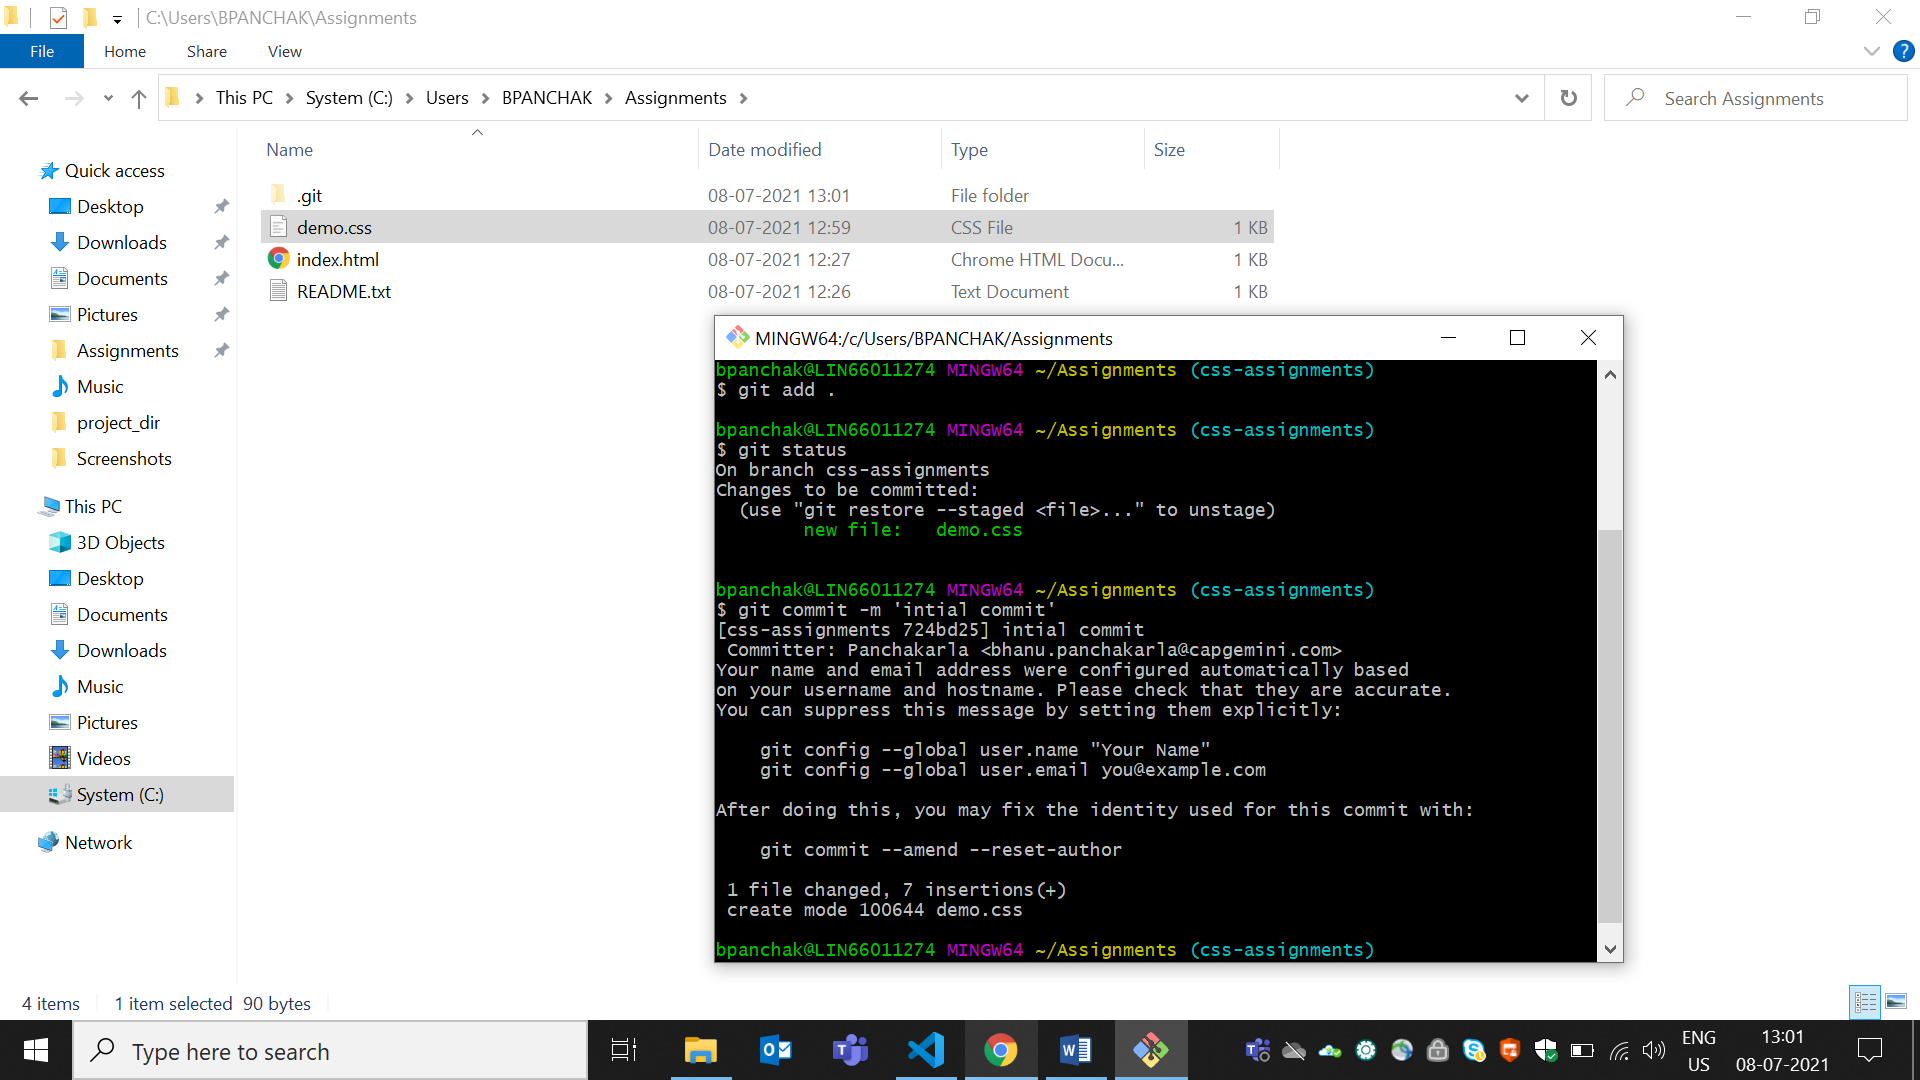 C:\Users\BPANCHAK\Assignments
File Home Share View
This PC System (C:) Users BPANCHAK Assignments
Search Assignments
Name Date modified Type Size
.git 08-07-2021 13:01 File folder
demo.css 08-07-2021 12:59 CSS File 1 KB
index.html 08-07-2021 12:27 Chrome HTML Docu... 1 KB
README.txt 08-07-2021 12:26 Text Document 1 KB
Quick access
Desktop
Downloads
Documents
Pictures
Assignments
Music
project_dir
Screenshots
This PC
3D Objects
Desktop
Documents
Downloads
Music
Pictures
Videos
System (C:)
Network
MINGW64:/c/Users/BPANCHAK/Assignments
bpanchak@LIN66011274 MINGW64 ~/Assignments (css-assignments)
$ git add .
bpanchak@LIN66011274 MINGW64 ~/Assignments (css-assignments)
$ git status
On branch css-assignments
Changes to be committed:
(use "git restore --staged <file>..." to unstage)
new file: demo.css
bpanchak@LIN66011274 MINGW64 ~/Assignments (css-assignments)
$ git commit -m 'intial commit'
[css-assignments 724bd25] intial commit
Committer: Panchakarla <bhanu.panchakarla@capgemini.com>
Your name and email address were configured automatically based
on your username and hostname. Please check that they are accurate.
You can suppress this message by setting them explicitly:
git config --global user.name "Your Name"
git config --global user.email you@example.com
After doing this, you may fix the identity used for this commit with:
git commit --amend --reset-author
1 file changed, 7 insertions(+)
create mode 100644 demo.css
bpanchak@LIN66011274 MINGW64 ~/Assignments (css-assignments)
4 items 1 item selected 90 bytes
Type here to search
ENG
US
13:01
08-07-2021